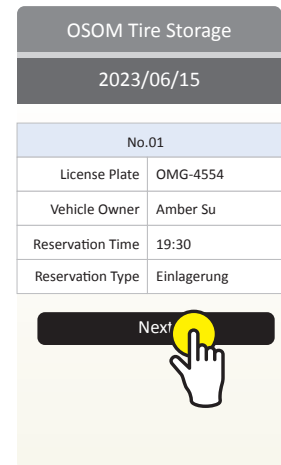 OSOM Tire Storage
2023/06/15
No.01
License Plate OMG-4554
Vehicle Owner Amber Su
Reservation Time 19:30
Reservation Type Einlagerung
Next